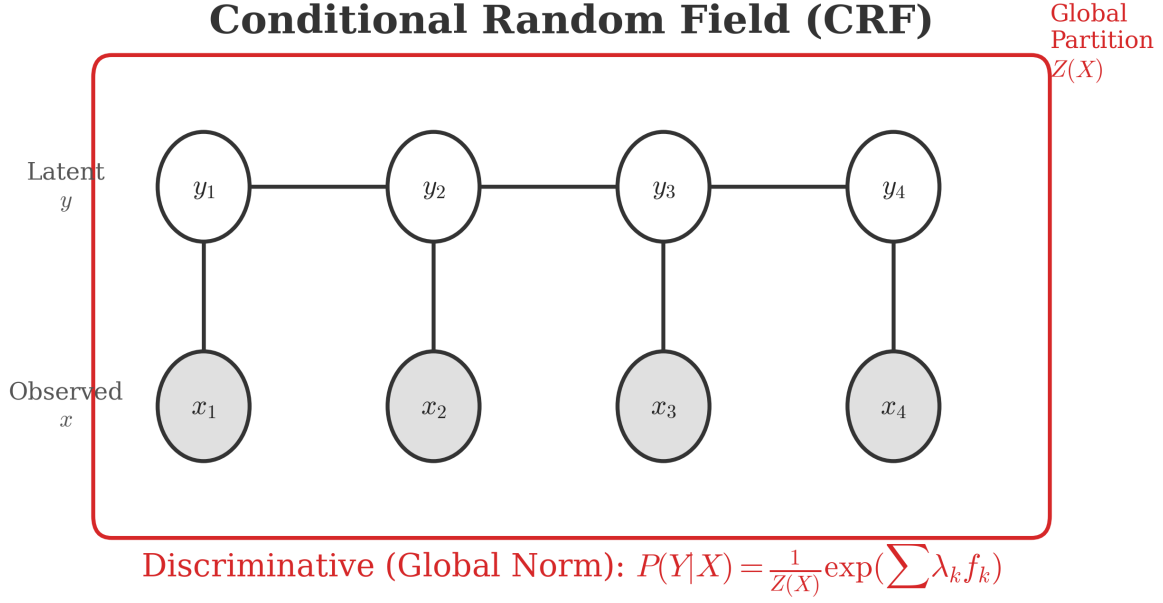 Conditional Random Field (CRF)
Global
Partition
Z(X)
Latent
y
y₁
y₂
y₃
y₄
Observed
x
x₁
x₂
x₃
x₄
Discriminative (Global Norm): P(Y|X) = 1/Z(X) exp(∑λₖfₖ)